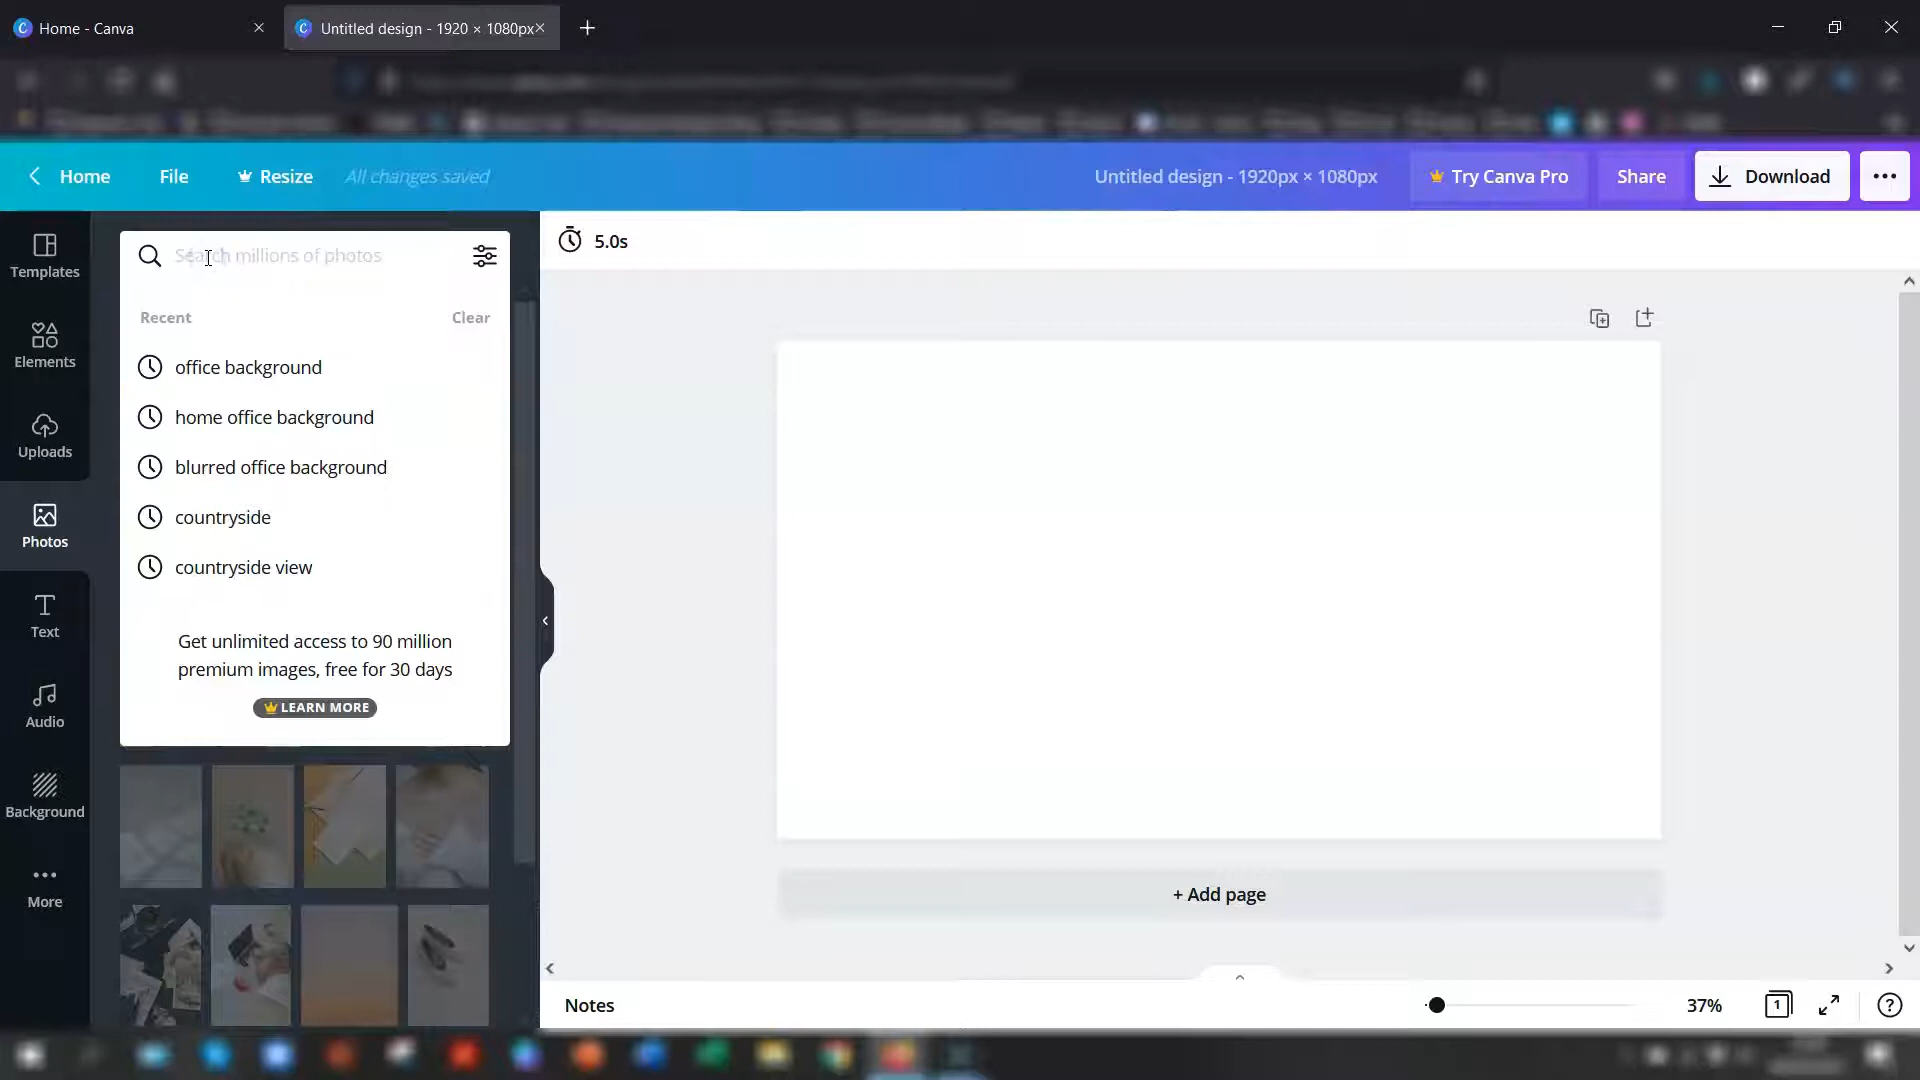 Home - Canva
Untitled design - 1920 × 1080px
Home
File
Resize
All changes saved
Untitled design - 1920px × 1080px
Try Canva Pro
Share
Download
Templates
Elements
Uploads
Photos
Text
Audio
Background
More
Search millions of photos
Recent
Clear
office background
home office background
blurred office background
countryside
countryside view
Get unlimited access to 90 million
premium images, free for 30 days
LEARN MORE
5.0s
+ Add page
Notes
37%
1